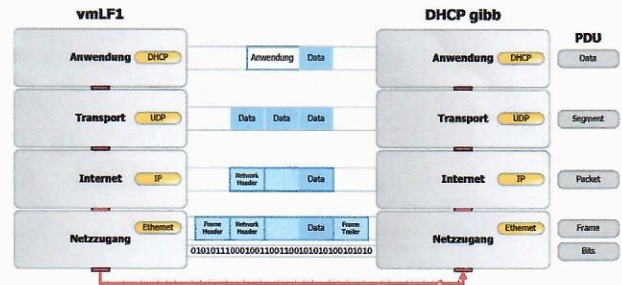 vmLF1
DHCP gibb
PDU
Anwendung DHCP
Anwendung Data
Anwendung DHCP
Data
Transport UDP
Data Data Data
Transport UDP
Segment
Internet IP
Network Header Data
Internet IP
Packet
Ethernet
Netzzugang
Frame Header Network Header Data Frame Trailer
Ethernet
Netzzugang
Frame
Bits